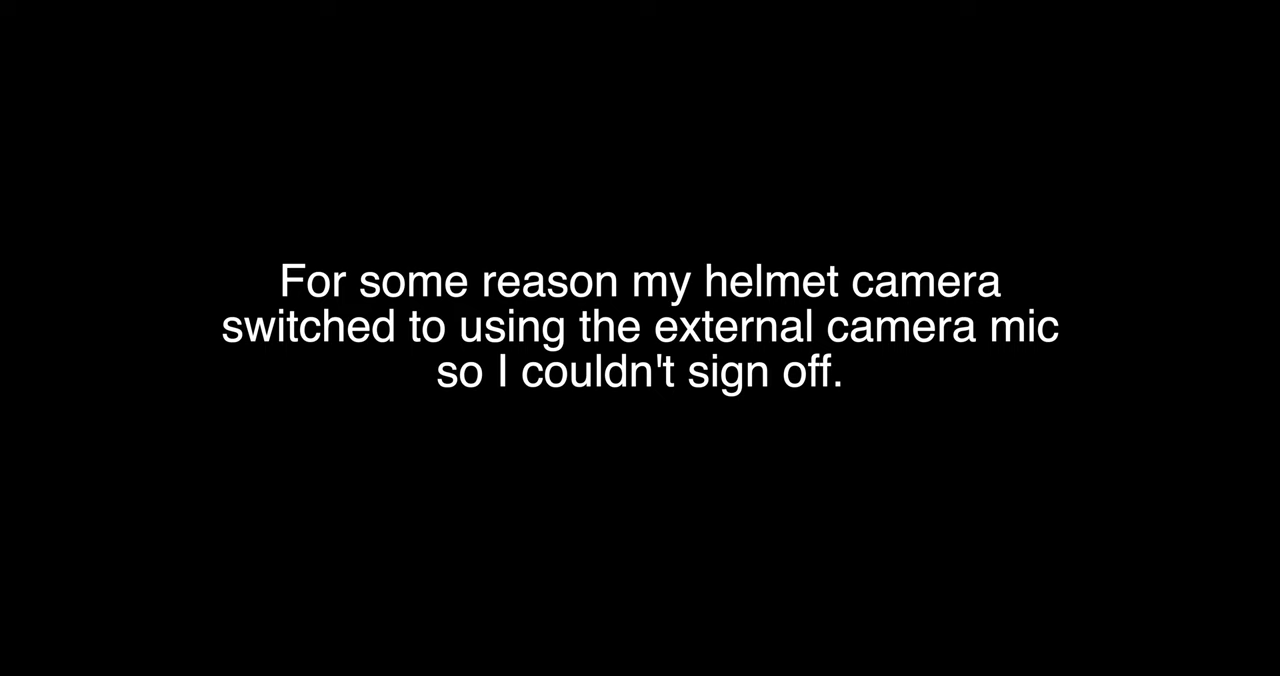 For some reason my helmet camera
switched to using the external camera mic
so I couldn't sign off.